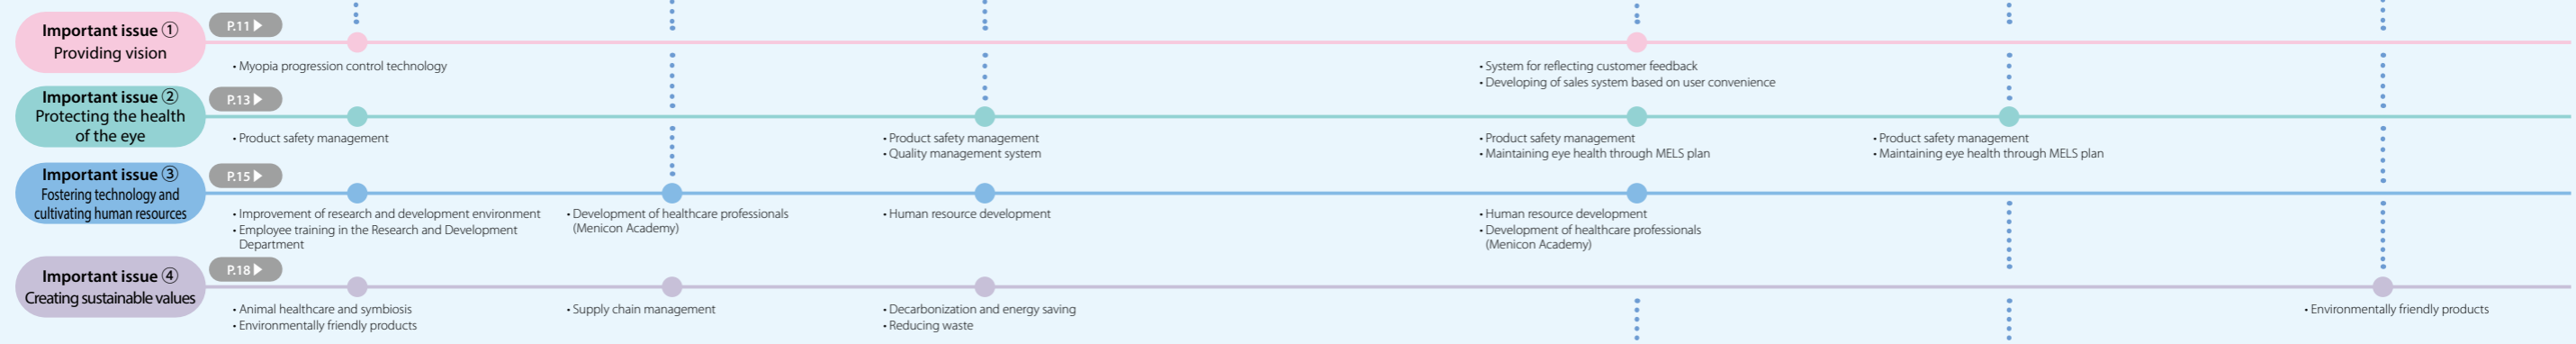 Important issue ①
Providing vision
P.11 ▶
• Myopia progression control technology
• System for reflecting customer feedback
• Developing of sales system based on user convenience
Important issue ②
Protecting the health
of the eye
P.13 ▶
• Product safety management
• Product safety management
• Quality management system
• Product safety management
• Maintaining eye health through MELS plan
• Product safety management
• Maintaining eye health through MELS plan
Important issue ③
Fostering technology and
cultivating human resources
P.15 ▶
• Improvement of research and development environment
• Employee training in the Research and Development
Department
• Development of healthcare professionals
(Menicon Academy)
• Human resource development
• Human resource development
• Development of healthcare professionals
(Menicon Academy)
Important issue ④
Creating sustainable values
P.18 ▶
• Animal healthcare and symbiosis
• Environmentally friendly products
• Supply chain management
• Decarbonization and energy saving
• Reducing waste
• Environmentally friendly products